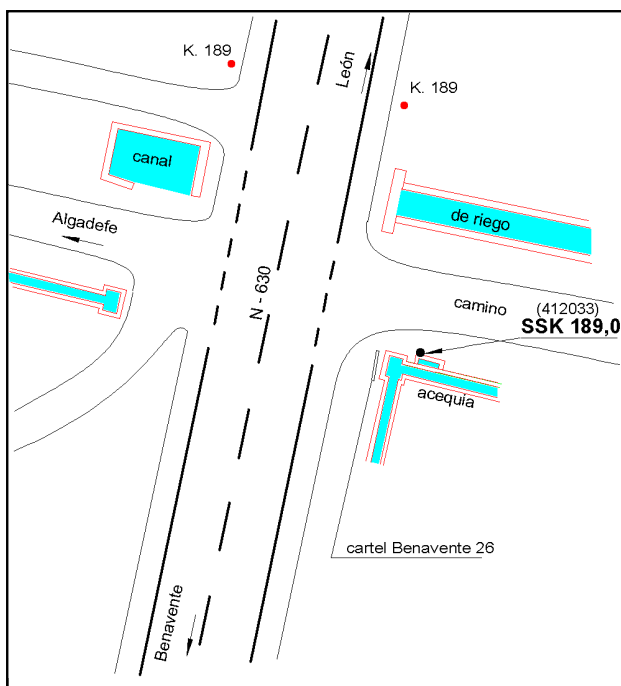 K. 189
León
K. 189
canal
de riego
Algadefe
N - 630
camino
(412033)
SSK 189,0
acequia
cartel Benavente 26
Benavente